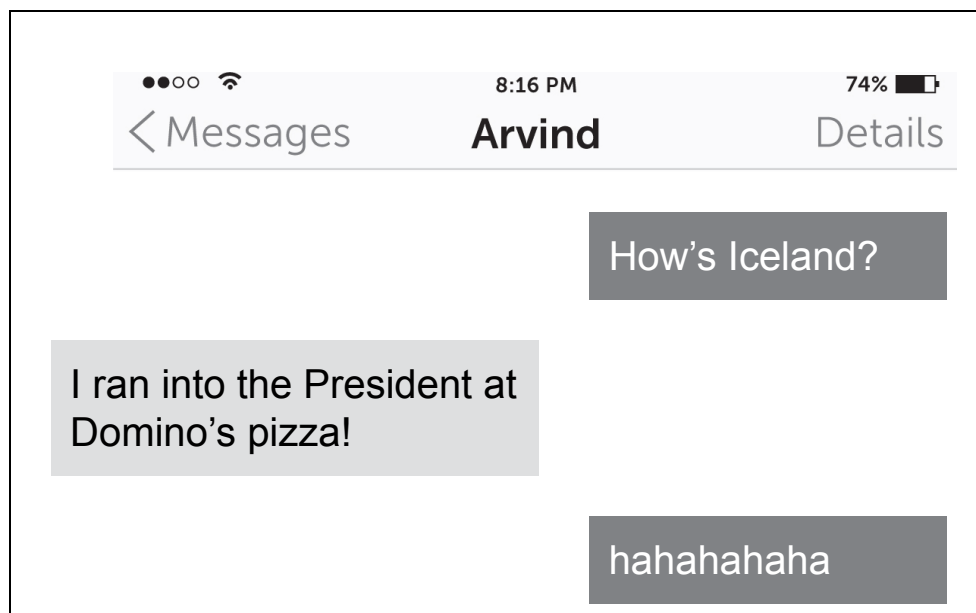 8:16 PM 74%
Messages Arvind Details
How’s Iceland?
I ran into the President at
Domino’s pizza!
hahahahaha